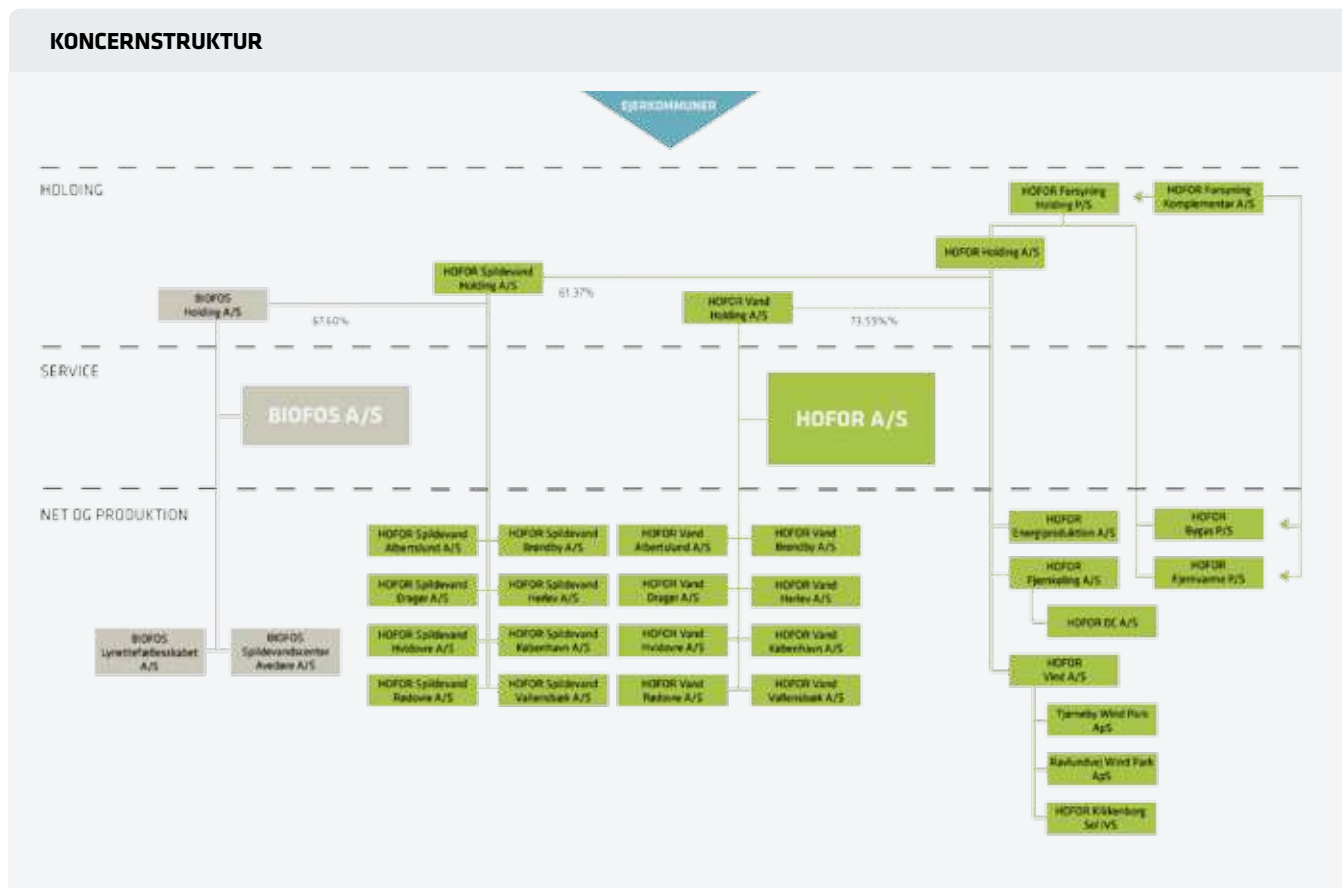 KONCERNSTRUKTUR
EJERKOMMUNER
HOLDING
HOFOR Forsyning
Holding P/S
HOFOR Forsyning
Komplementar A/S
HOFOR Holding A/S
HOFOR Spildevand
Holding A/S
61.37%
BIOFOS
Holding A/S
67.60%
HOFOR Vand
Holding A/S
73.55%%
SERVICE
BIOFOS A/S
HOFOR A/S
NET OG PRODUKTION
HOFOR Spildevand
Albertslund A/S
HOFOR Spildevand
Brøndby A/S
HOFOR Vand
Albertslund A/S
HOFOR Vand
Brøndby A/S
HOFOR
Energiproduktion A/S
HOFOR
Bygas P/S
HOFOR Spildevand
Dragør A/S
HOFOR Spildevand
Herlev A/S
HOFOR Vand
Dragør A/S
HOFOR Vand
Herlev A/S
HOFOR
Fjernkøling A/S
HOFOR
Fjernvarme P/S
HOFOR DE A/S
BIOFOS
Lynettefællesskabet
A/S
BIOFOS
Spildevandscenter
Avedøre A/S
HOFOR Spildevand
Hvidovre A/S
HOFOR Spildevand
København A/S
HOFOR Vand
Hvidovre A/S
HOFOR Vand
København A/S
HOFOR
Vind A/S
HOFOR Spildevand
Rødovre A/S
HOFOR Spildevand
Vallensbæk A/S
HOFOR Vand
Rødovre A/S
HOFOR Vand
Vallensbæk A/S
Tjørneby Wind Park
ApS
Ravlundvej Wind Park
ApS
HOFOR Kikkenborg
Sol IVS